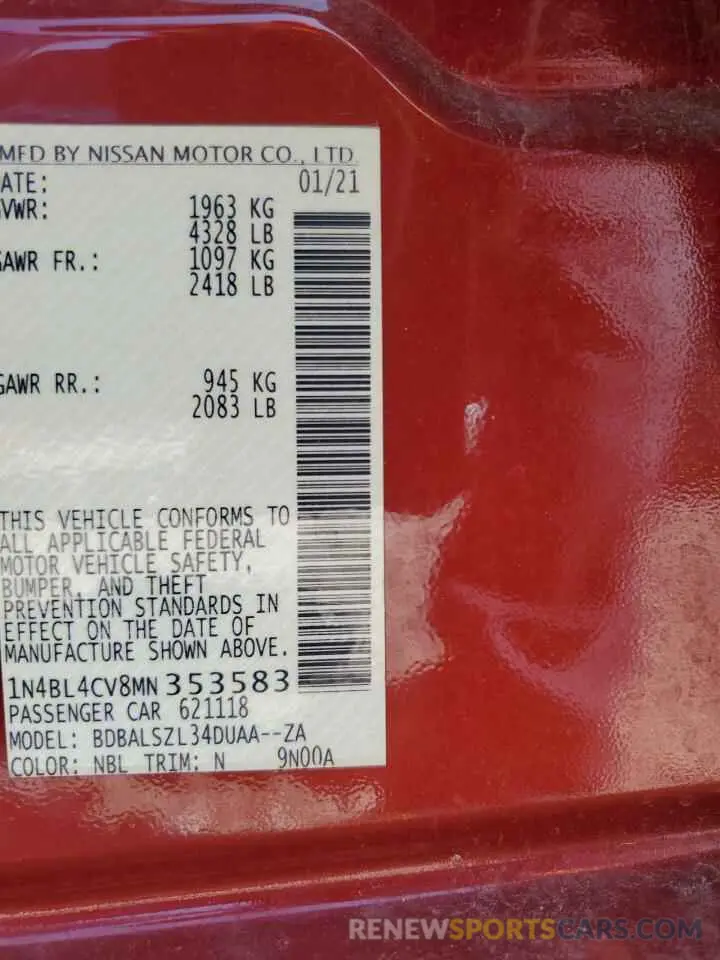 MFD BY NISSAN MOTOR CO., LTD.
ATE: 01/21
VWR: 1963 KG
4328 LB
GAWR FR.: 1097 KG
2418 LB
GAWR RR.: 945 KG
2083 LB
THIS VEHICLE CONFORMS TO
ALL APPLICABLE FEDERAL
MOTOR VEHICLE SAFETY,
BUMPER, AND THEFT
PREVENTION STANDARDS IN
EFFECT ON THE DATE OF
MANUFACTURE SHOWN ABOVE.
1N4BL4CV8MN353583
PASSENGER CAR 621118
MODEL: BDBALSZL34DUAA--ZA
COLOR: NBL TRIM: N 9N00A
RENEWSPORTSCARS.COM